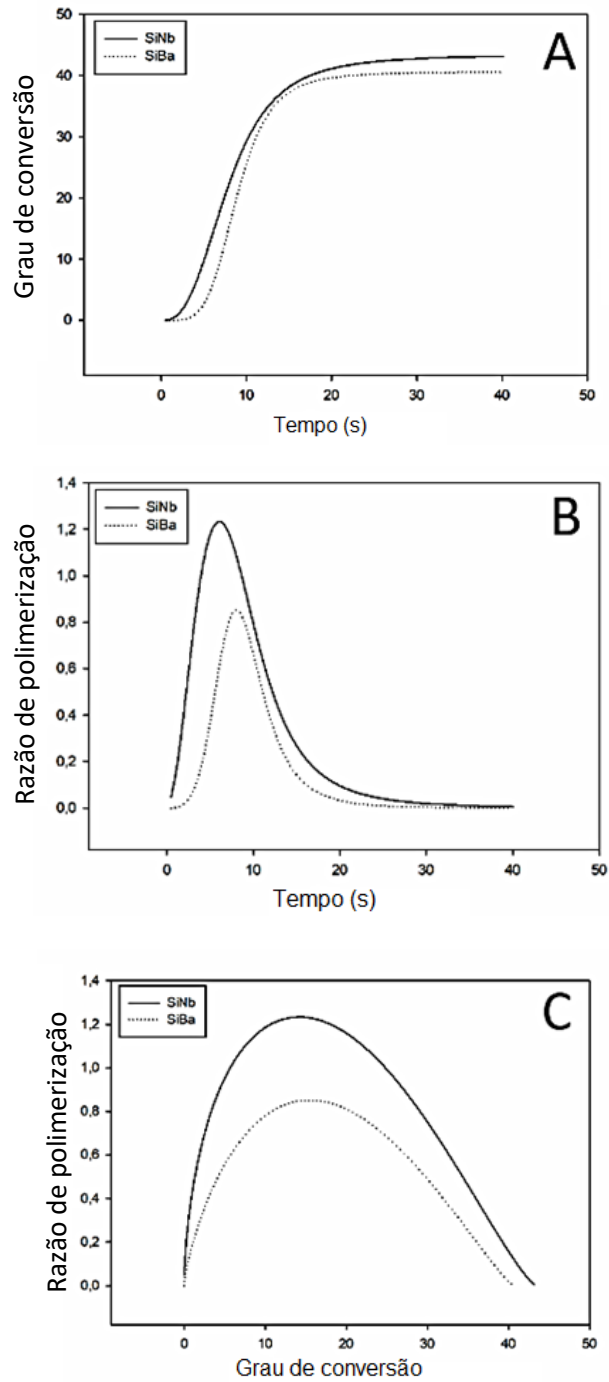 50
SiNb
SiBa
A
40
30
20
10
0
Grau de conversão
0 10 20 30 40 50
Tempo (s)
1,4
SiNb
SiBa
B
1,2
1,0
0,8
0,6
0,4
0,2
0,0
Razão de polimerização
0 10 20 30 40 50
Tempo (s)
1,4
SiNb
SiBa
C
1,2
1,0
0,8
0,6
0,4
0,2
0,0
Razão de polimerização
0 10 20 30 40 50
Grau de conversão